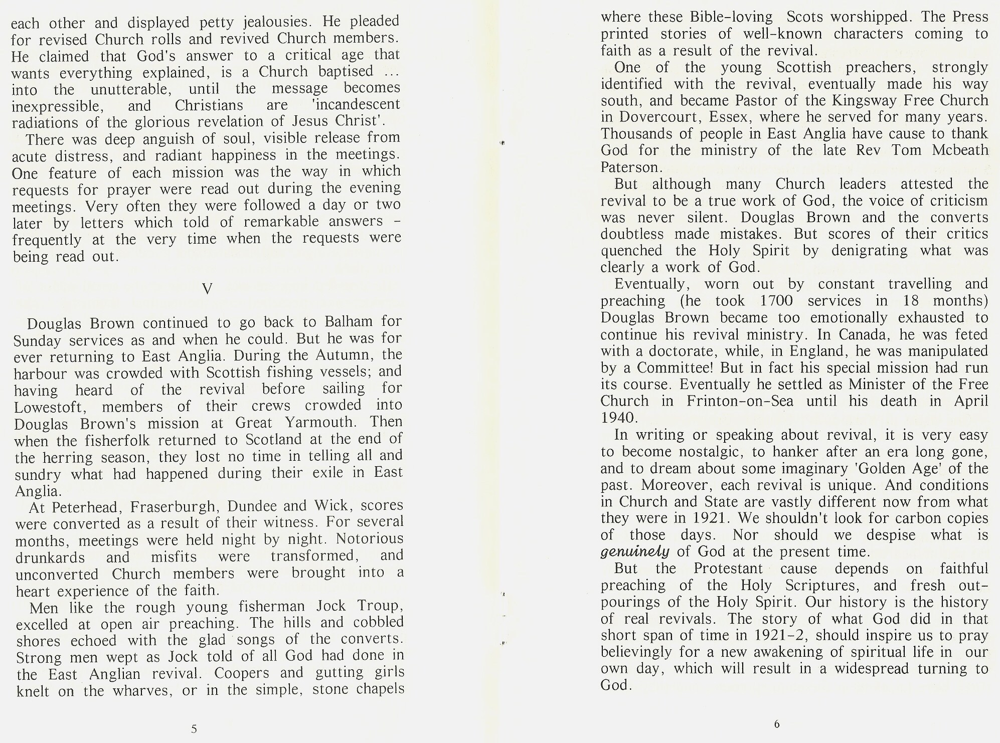 each other and displayed petty jealousies. He pleaded
for revised Church rolls and revived Church members.
He claimed that God's answer to a critical age that
wants everything explained, is a Church baptised ...
into the unutterable, until the message becomes
inexpressible, and Christians are 'incandescent
radiations of the glorious revelation of Jesus Christ'.
There was deep anguish of soul, visible release from
acute distress, and radiant happiness in the meetings.
One feature of each mission was the way in which
requests for prayer were read out during the evening
meetings. Very often they were followed a day or two
later by letters which told of remarkable answers -
frequently at the very time when the requests were
being read out.
V
Douglas Brown continued to go back to Balham for
Sunday services as and when he could. But he was for
ever returning to East Anglia. During the Autumn, the
harbour was crowded with Scottish fishing vessels; and
having heard of the revival before sailing for
Lowestoft, members of their crews crowded into
Douglas Brown's mission at Great Yarmouth. Then
when the fisherfolk returned to Scotland at the end of
the herring season, they lost no time in telling all and
sundry what had happened during their exile in East
Anglia.
At Peterhead, Fraserburgh, Dundee and Wick, scores
were converted as a result of their witness. For several
months, meetings were held night by night. Notorious
drunkards and misfits were transformed, and
unconverted Church members were brought into a
heart experience of the faith.
Men like the rough young fisherman Jock Troup,
excelled at open air preaching. The hills and cobbled
shores echoed with the glad songs of the converts.
Strong men wept as Jock told of all God had done in
the East Anglian revival. Coopers and gutting girls
knelt on the wharves, or in the simple, stone chapels
5
where these Bible-loving Scots worshipped. The Press
printed stories of well-known characters coming to
faith as a result of the revival.
One of the young Scottish preachers, strongly
identified with the revival, eventually made his way
south, and became Pastor of the Kingsway Free Church
in Dovercourt, Essex, where he served for many years.
Thousands of people in East Anglia have cause to thank
God for the ministry of the late Rev Tom Mcbeath
Paterson.
But although many Church leaders attested the
revival to be a true work of God, the voice of criticism
was never silent. Douglas Brown and the converts
doubtless made mistakes. But scores of their critics
quenched the Holy Spirit by denigrating what was
clearly a work of God.
Eventually, worn out by constant travelling and
preaching (he took 1700 services in 18 months)
Douglas Brown became too emotionally exhausted to
continue his revival ministry. In Canada, he was feted
with a doctorate, while, in England, he was manipulated
by a Committee! But in fact his special mission had run
its course. Eventually he settled as Minister of the Free
Church in Frinton-on-Sea until his death in April
1940.
In writing or speaking about revival, it is very easy
to become nostalgic, to hanker after an era long gone,
and to dream about some imaginary 'Golden Age' of the
past. Moreover, each revival is unique. And conditions
in Church and State are vastly different now from what
they were in 1921. We shouldn't look for carbon copies
of those days. Nor should we despise what is
genuinely of God at the present time.
But the Protestant cause depends on faithful
preaching of the Holy Scriptures, and fresh out-
pourings of the Holy Spirit. Our history is the history
of real revivals. The story of what God did in that
short span of time in 1921-2, should inspire us to pray
believingly for a new awakening of spiritual life in our
own day, which will result in a widespread turning to
God.
6